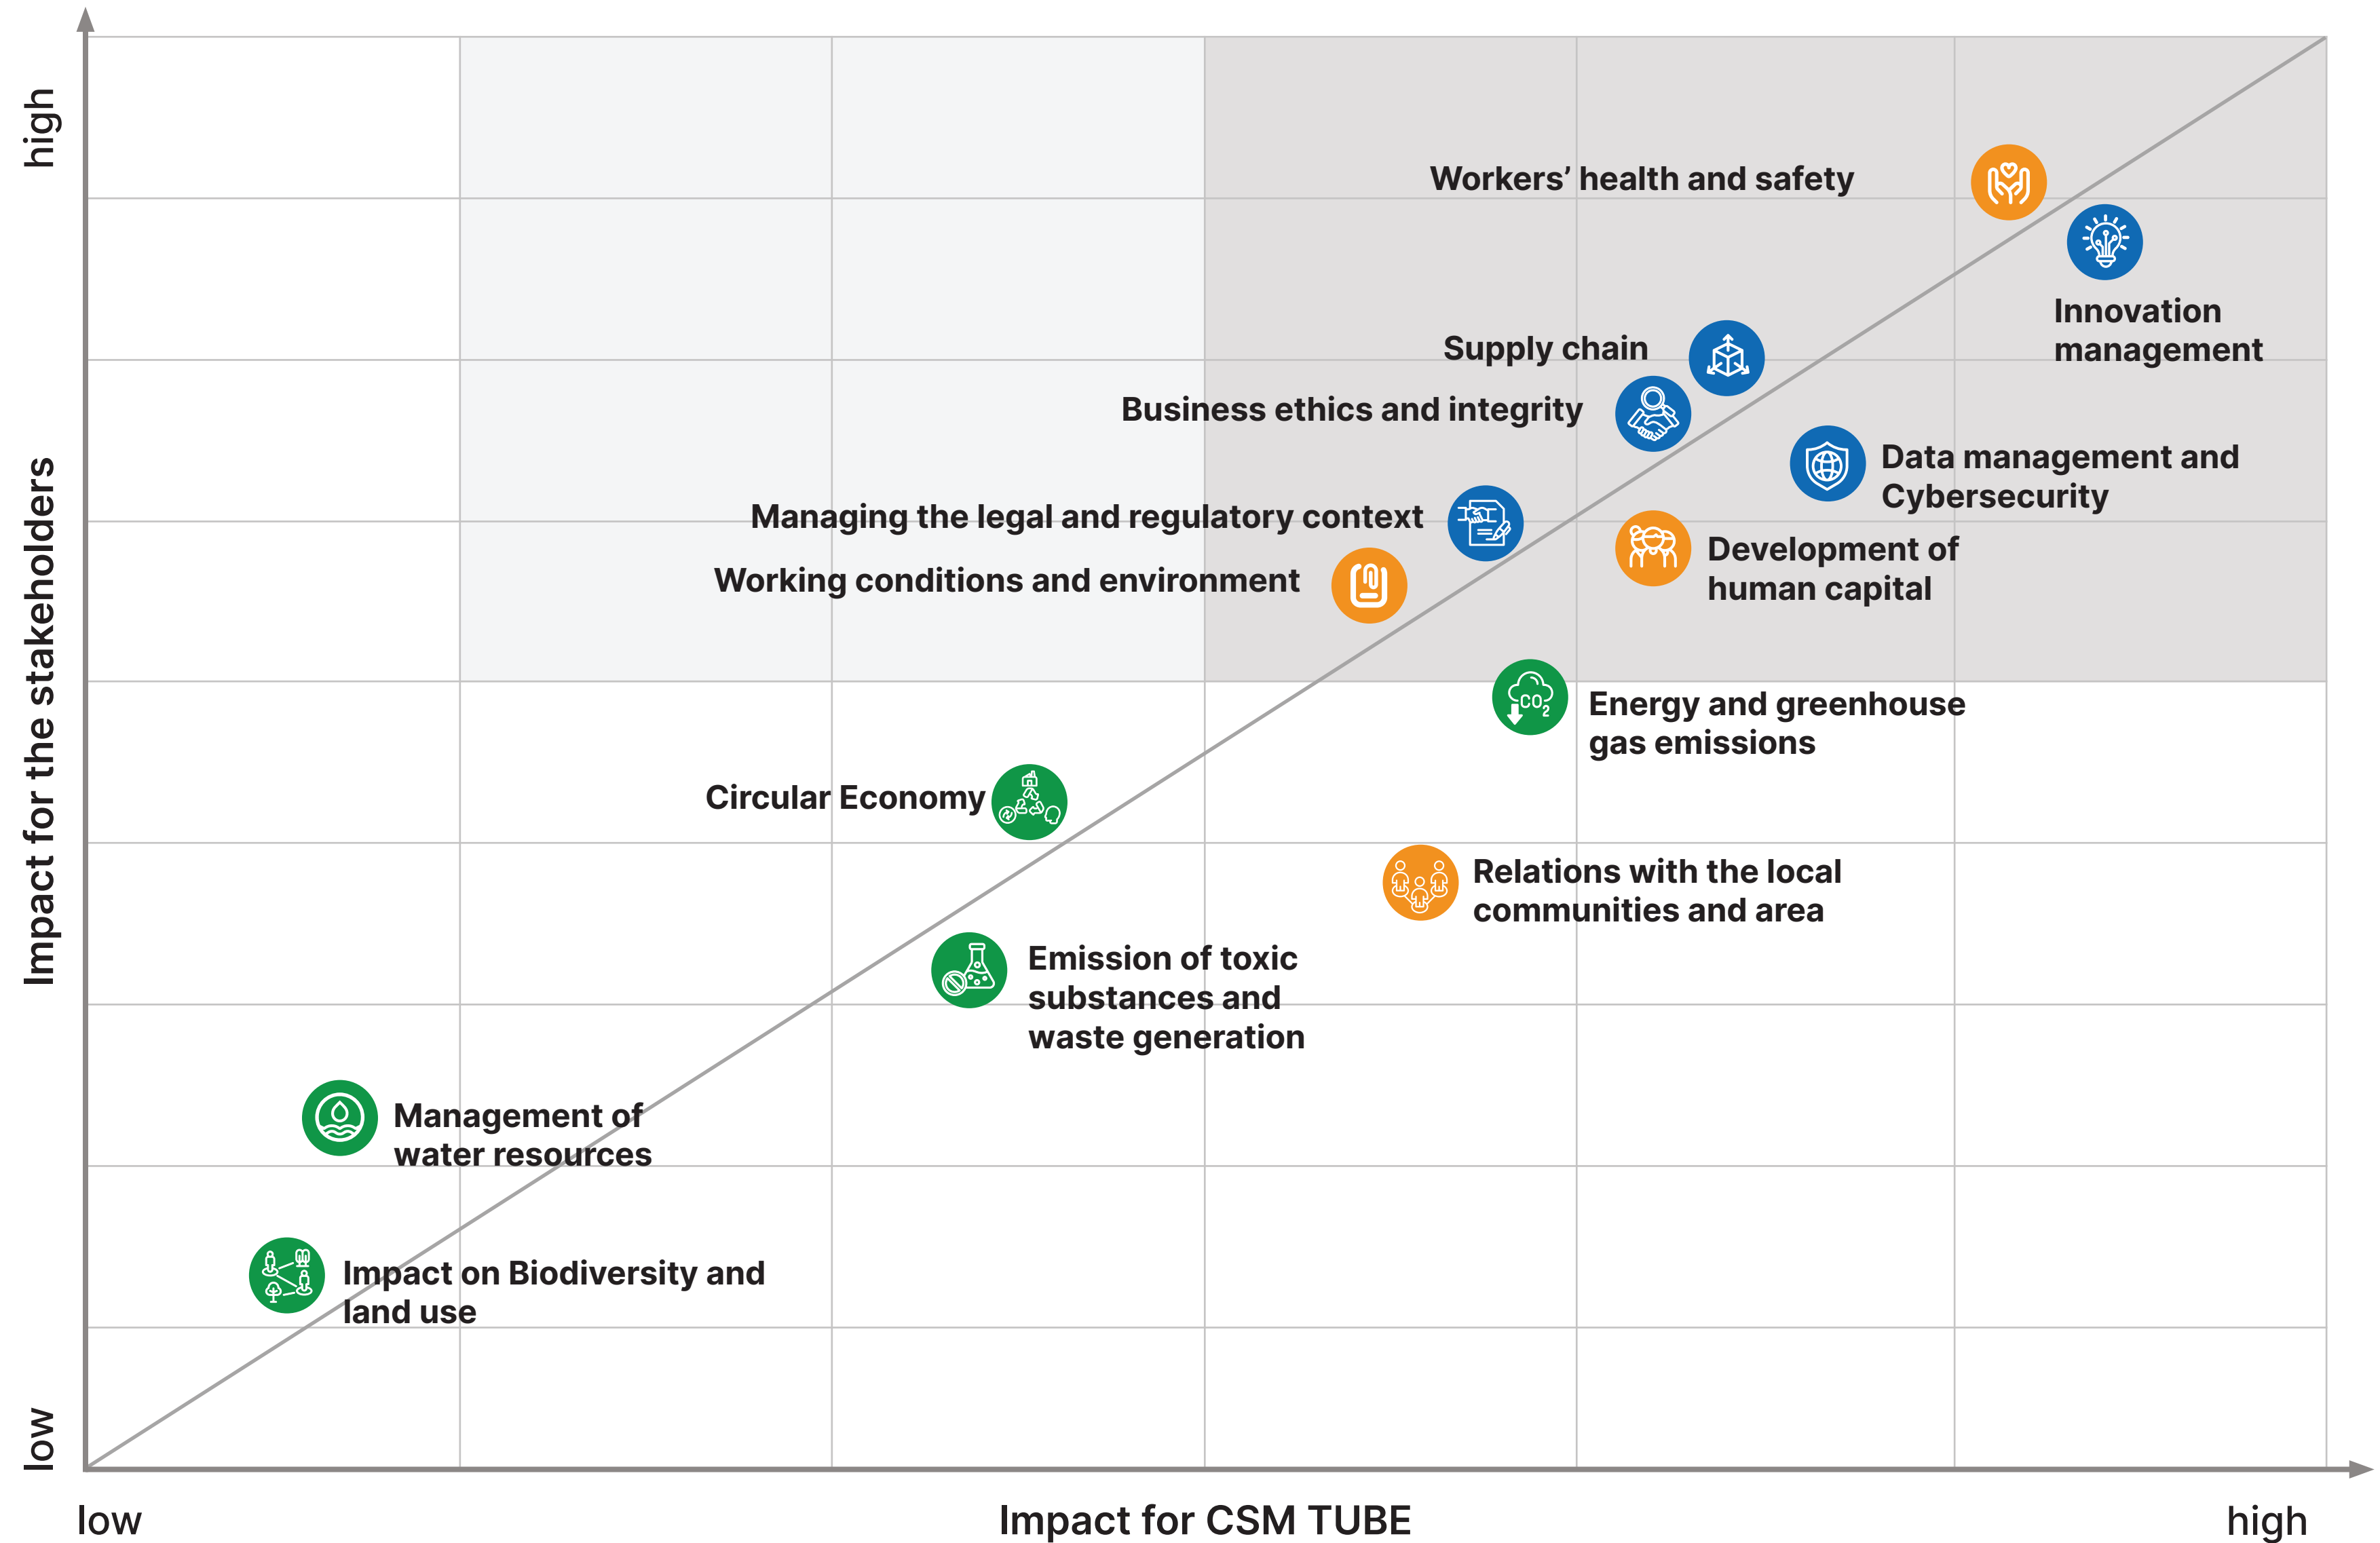 high
Workers’ health and safety
Innovation
management
Supply chain
Business ethics and integrity
Data management and
Cybersecurity
Managing the legal and regulatory context
Development of
human capital
Working conditions and environment
Impact for the stakeholders
Energy and greenhouse
gas emissions
CO2
Circular Economy
Relations with the local
communities and area
Emission of toxic
substances and
waste generation
Management of
water resources
Impact on Biodiversity and
land use
low
low
Impact for CSM TUBE
high